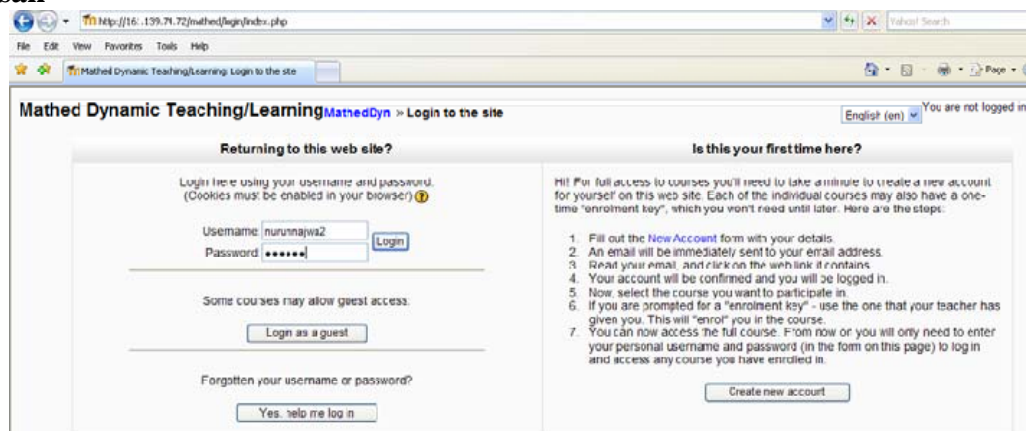 http://161.139.71.72/mathed/login/index.php
Yahoo! Search
File Edit View Favorites Tools Help
Mathed Dynamic Teaching/Learning: Login to the site
Page
Mathed Dynamic Teaching/Learning MathedDyn » Login to the site
English (en)
You are not logged in
Returning to this web site?
Login here using your username and password.
(Cookies must be enabled in your browser)
Username nurunnajwa2
Login
Password ••••••
Some courses may allow guest access.
Login as a guest
Forgotten your username or password?
Yes, help me log in
Is this your first time here?
Hi! For full access to courses you'll need to take a minute to create a new account
for yourself on this web site. Each of the individual courses may also have a one-
time "enrolment key", which you won't need until later. Here are the steps:
1. Fill out the New Account form with your details.
2. An email will be immediately sent to your email address.
3. Read your email, and click on the web link it contains.
4. Your account will be confirmed and you will be logged in.
5. Now, select the course you want to participate in.
6. If you are prompted for a "enrolment key" - use the one that your teacher has
given you. This will "enrol" you in the course.
7. You can now access the full course. From now on you will only need to enter
your personal username and password (in the form on this page) to log in
and access any course you have enrolled in.
Create new account